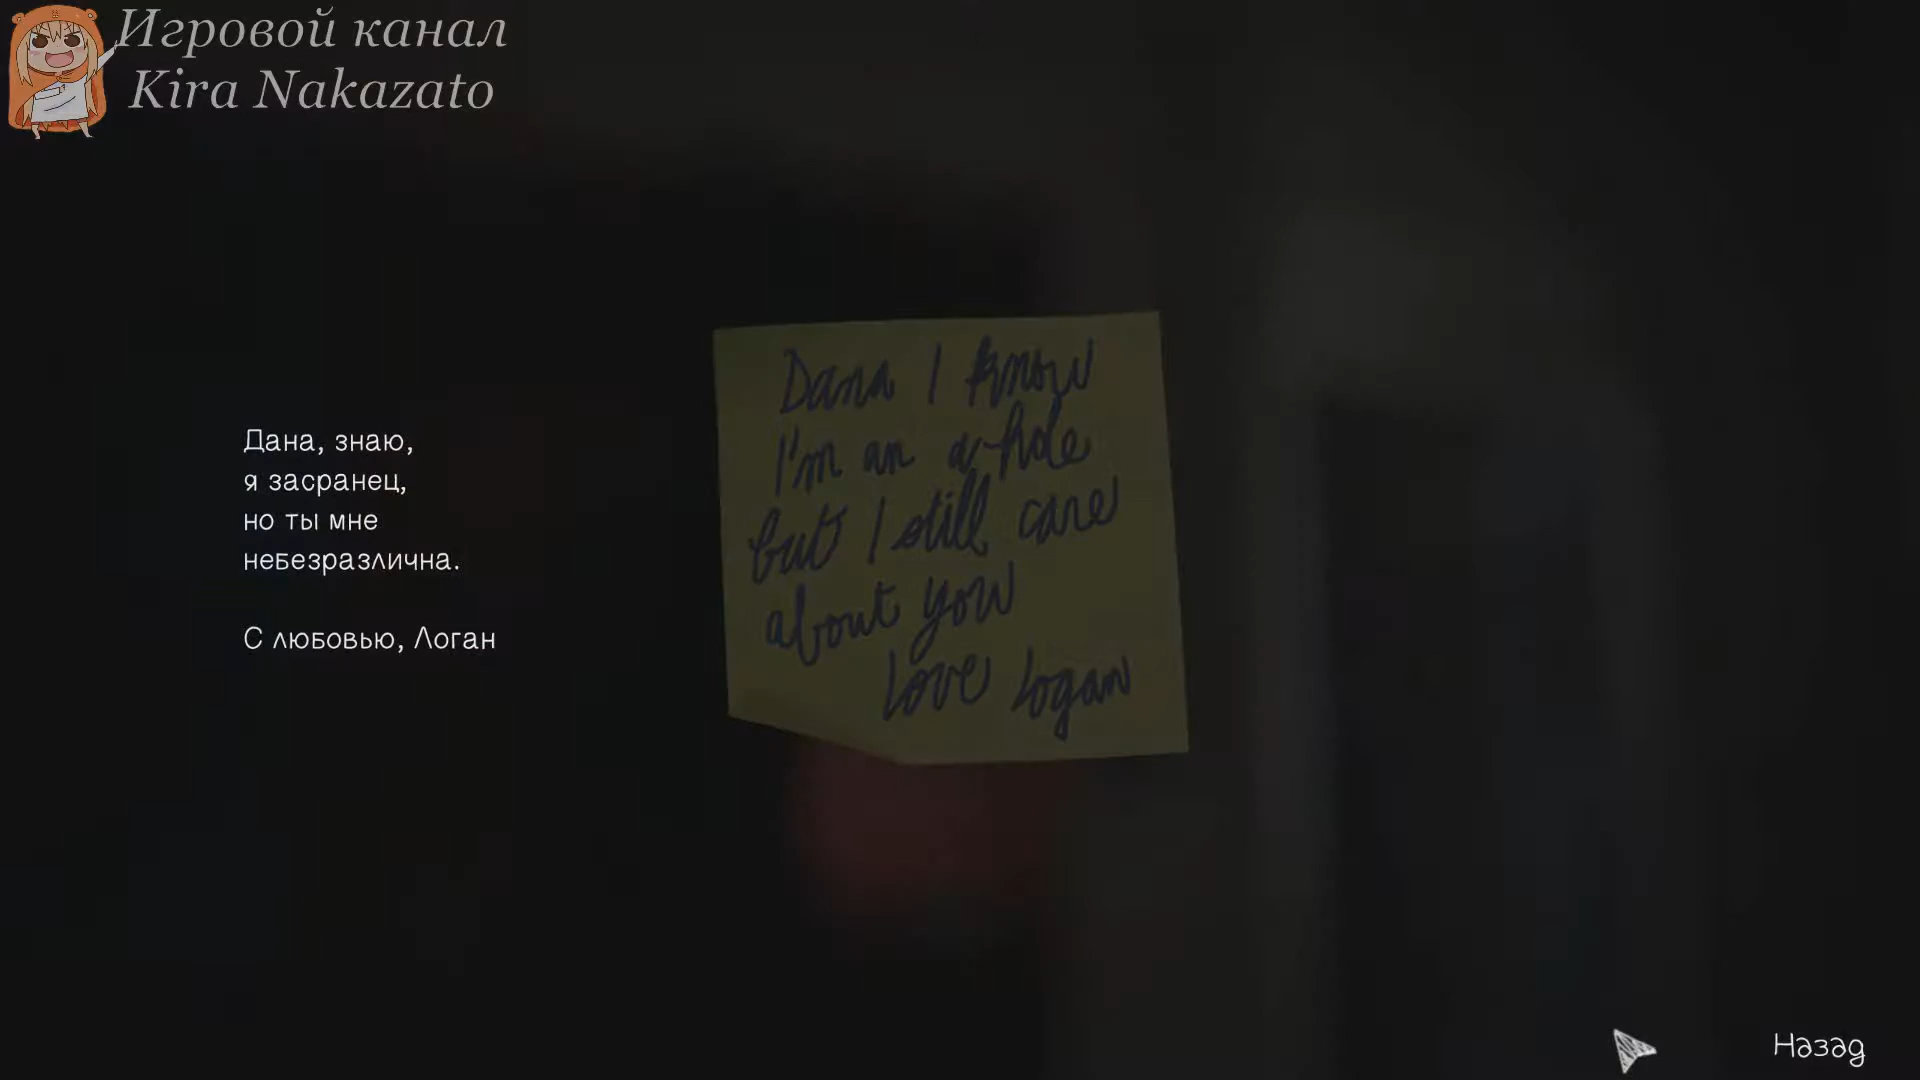 Игровой канал
Kira Nakazato
Дана, знаю,
я засранец,
но ты мне
небезразлична.
С любовью, Логан
Dana I know
I'm an a-hole
but I still care
about you
Love Logan
Назад